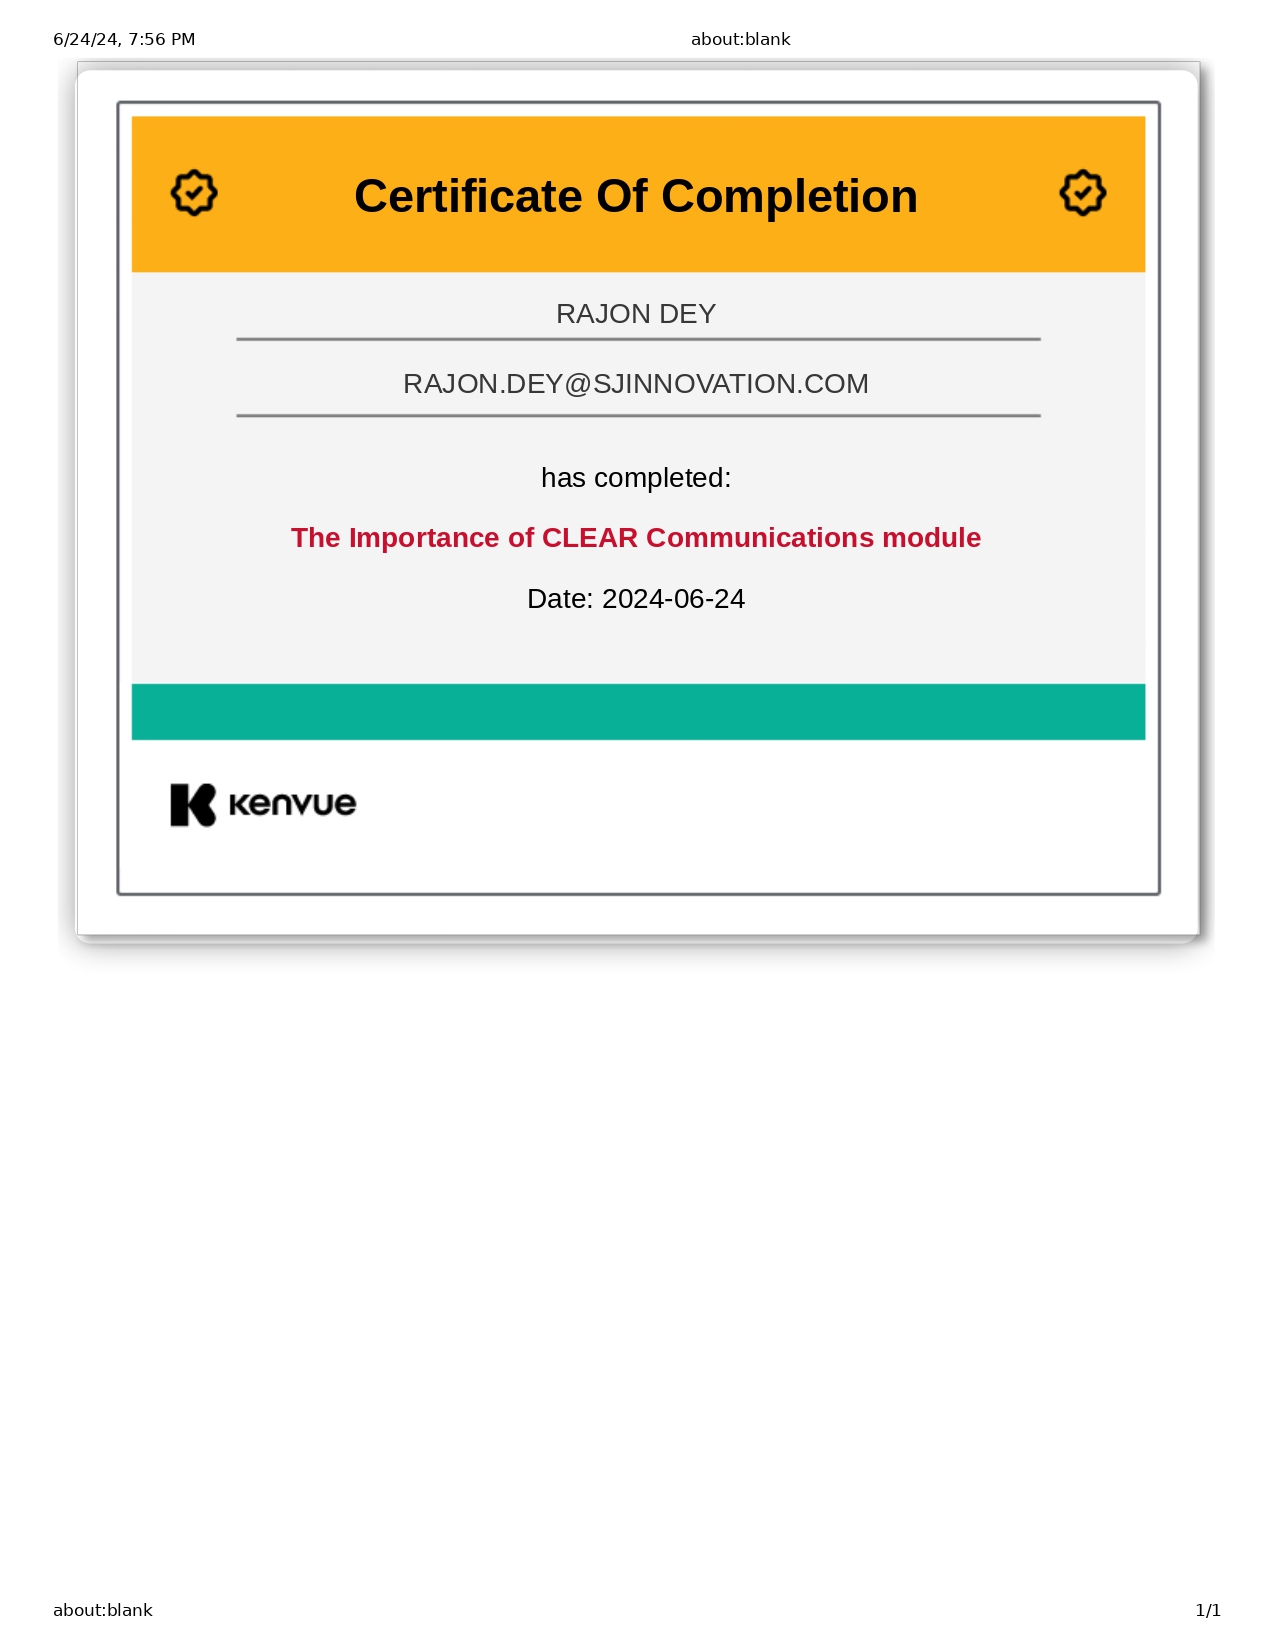 6/24/24, 7:56 PM about:blank
Certificate Of Completion
RAJON DEY
RAJON.DEY@SJINNOVATION.COM
has completed:
The Importance of CLEAR Communications module
Date: 2024-06-24
kenvue
about:blank 1/1